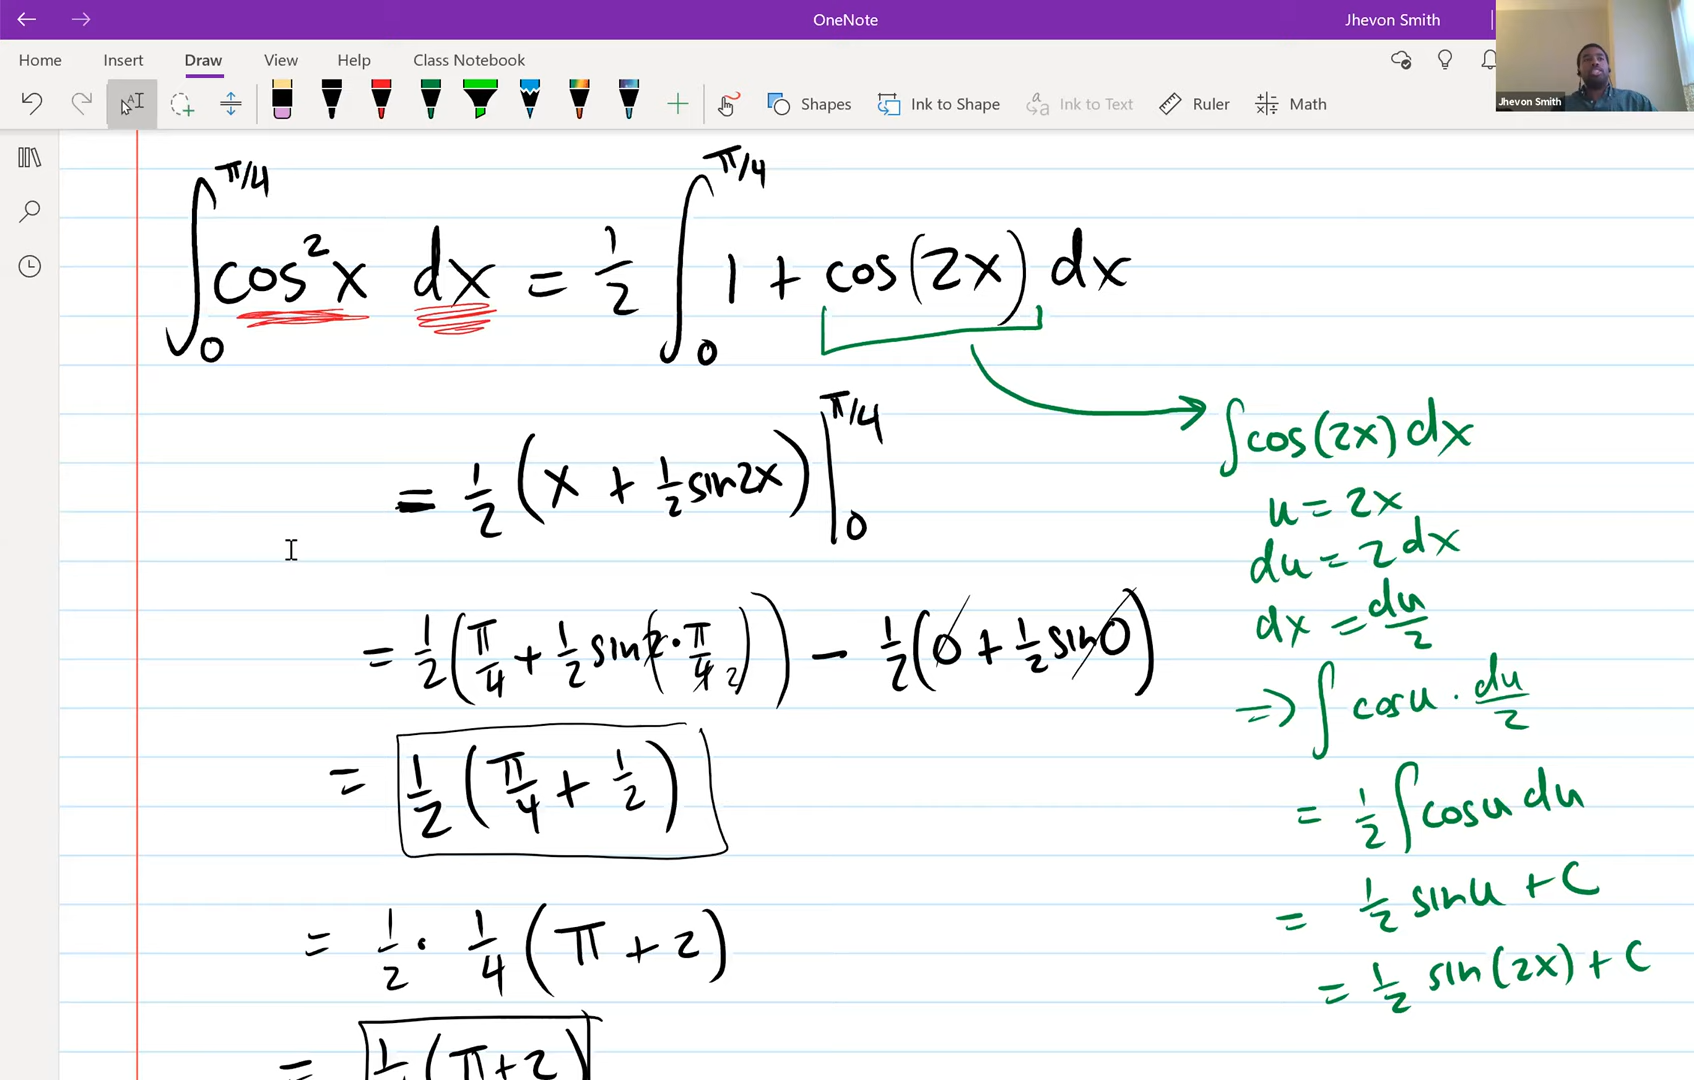 OneNote
Jhevon Smith
Home Insert Draw View Help Class Notebook
Shapes Ink to Shape Ink to Text Ruler Math
Jhevon Smith
∫₀^π/4 cos²x dx = 1/2 ∫₀^π/4 1 + cos(2x) dx
= 1/2 (x + 1/2 sin2x) |₀^π/4
= 1/2 (π/4 + 1/2 sin(2·π/4 2)) − 1/2 (0 + 1/2 sin0)
= 1/2 (π/4 + 1/2)
= 1/2 · 1/4 (π + 2)
(π+2)
∫cos(2x) dx
u = 2x
du = 2 dx
dx = du/2
=> ∫ cosu · du/2
= 1/2 ∫cosu du
= 1/2 sinu + C
= 1/2 sin(2x) + C